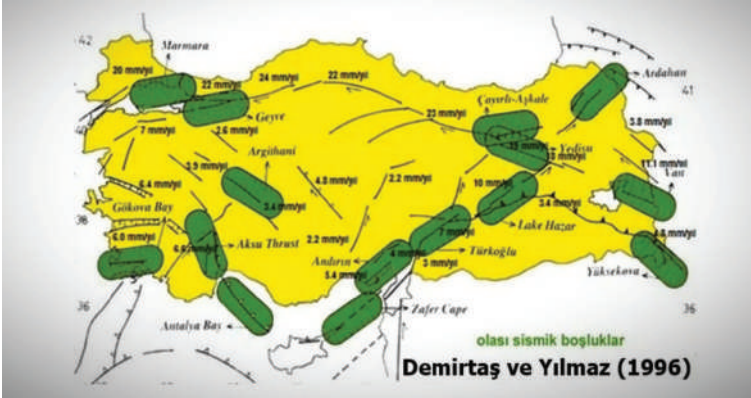 42
Marmara
20 mm/yıl
22 mm/yıl
24 mm/yıl
22 mm/yıl
Ardahan
41
Geyve
Çayırlı-Aşkale
23 mm/yıl
7 mm/yıl
2.6 mm/yıl
3.8 mm/yıl
Argithani
Yedisu
3.9 mm/yıl
11.1 mm/yıl
Van
6.4 mm/yıl
4.8 mm/yıl
2.2 mm/yıl
10 mm/yıl
3.4 mm/yıl
Gökova Bay
38
6.0 mm/yıl
Aksu Thrust
2.2 mm/yıl
7 mm/yıl
Lake Hazar
Andırın
4 mm/yıl
Türkoğlu
3 mm/yıl
Yüksekova
36
Antalya Bay
Zafer Cape
36
olası sismik boşluklar
Demirtaş ve Yılmaz (1996)